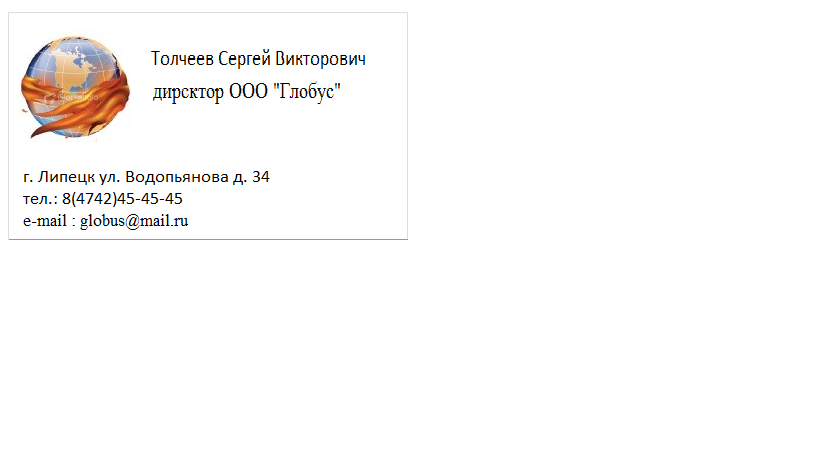 Толчеев Сергей Викторович
дирсктор ООО "Глобус"
г. Липецк ул. Водопьянова д. 34
тел.: 8(4742)45-45-45
e-mail : globus@mail.ru